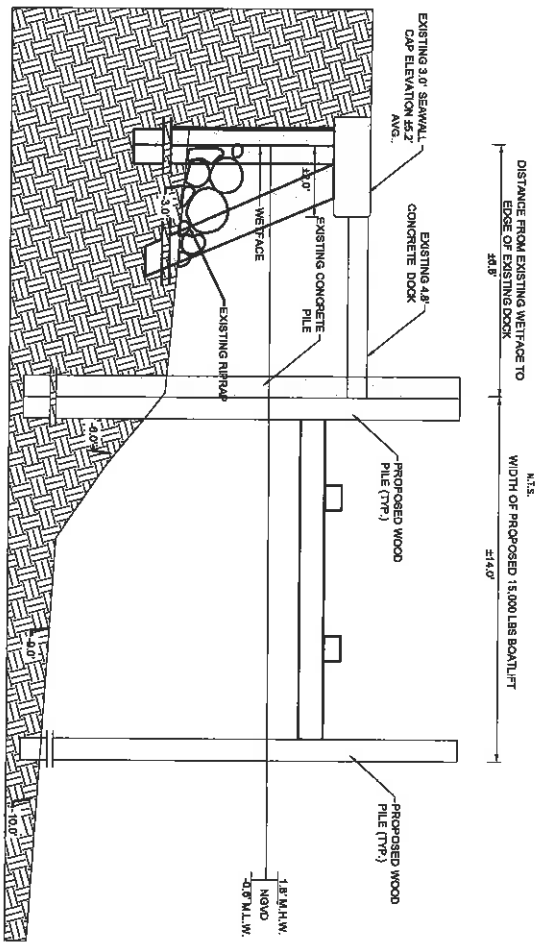 N.T.S.
DISTANCE FROM EXISTING WETFACE TO
EDGE OF EXISTING DOCK
±6.8'
WIDTH OF PROPOSED 15,000 LBS BOATLIFT
±14.0'
EXISTING 3.0' SEAWALL
CAP ELEVATION ±5.2'
AVG.
EXISTING 4.8'
CONCRETE DOCK
PROPOSED WOOD
PILE (TYP.)
PROPOSED WOOD
PILE (TYP.)
±2.0'
WETFACE
EXISTING CONCRETE
PILE
1.8' M.H.W.
NGVD
-0.6' M.L.W.
-3.0'
EXISTING RIPRAP
-6.0'
-9.0'
-10.0'